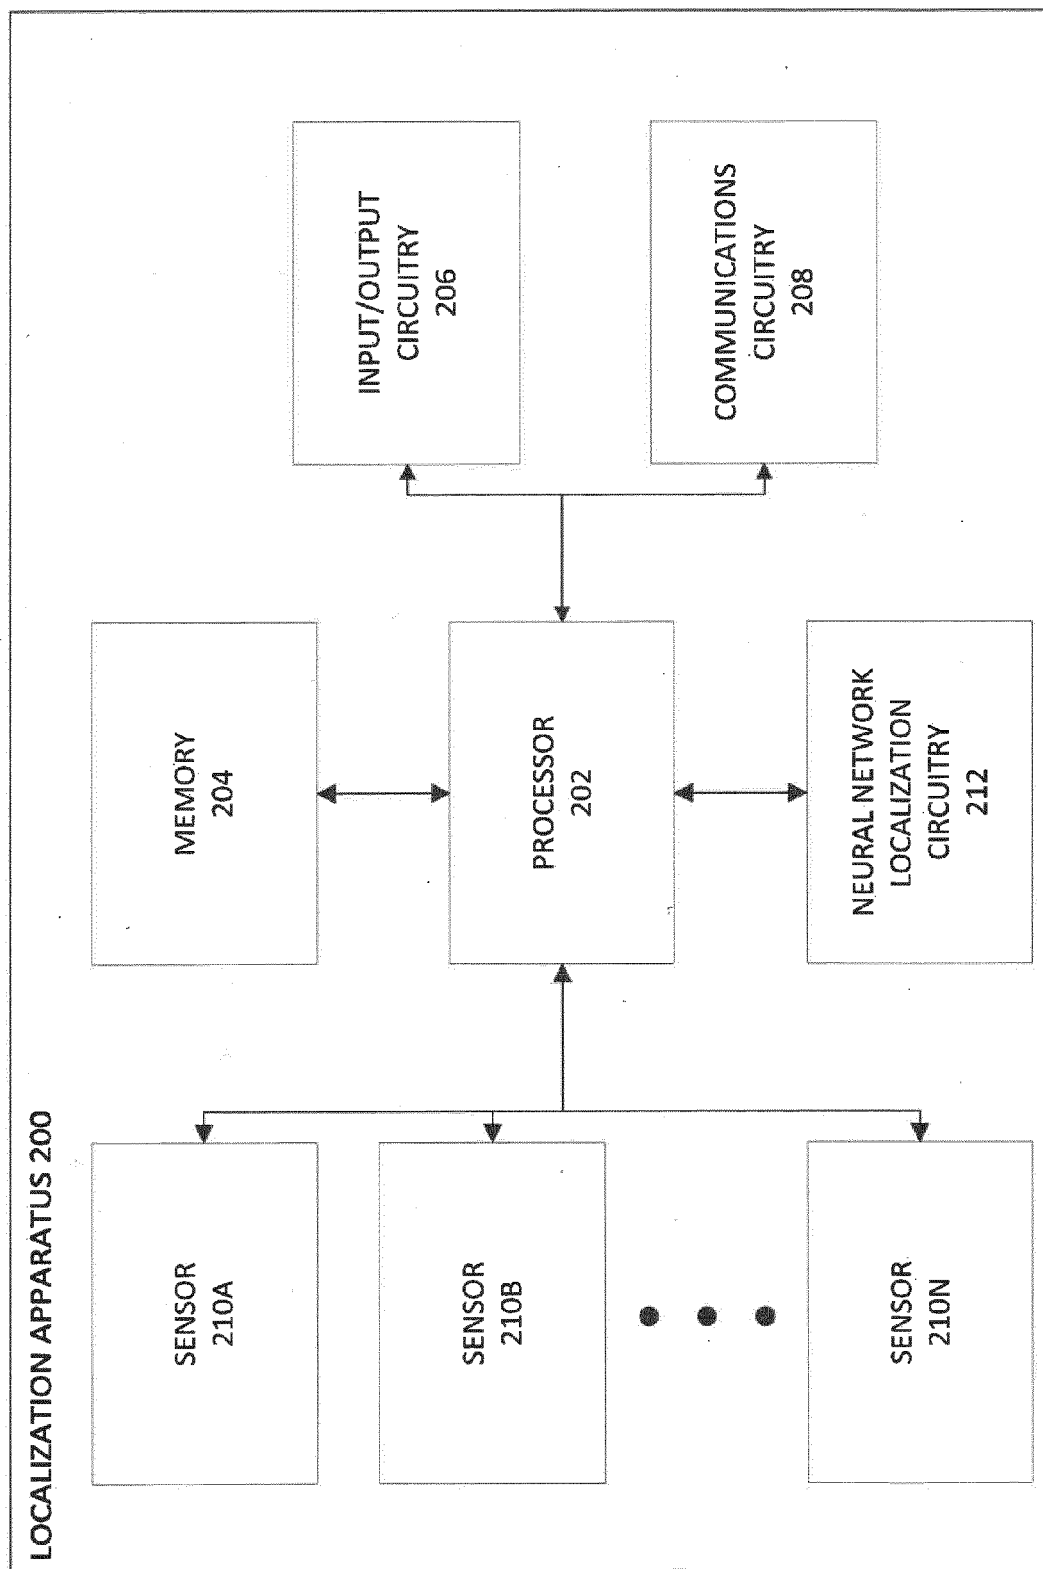 LOCALIZATION APPARATUS 200
SENSOR
210A
SENSOR
210B
SENSOR
210N
MEMORY
204
PROCESSOR
202
NEURAL NETWORK
LOCALIZATION
CIRCUITRY
212
INPUT/OUTPUT
CIRCUITRY
206
COMMUNICATIONS
CIRCUITRY
208